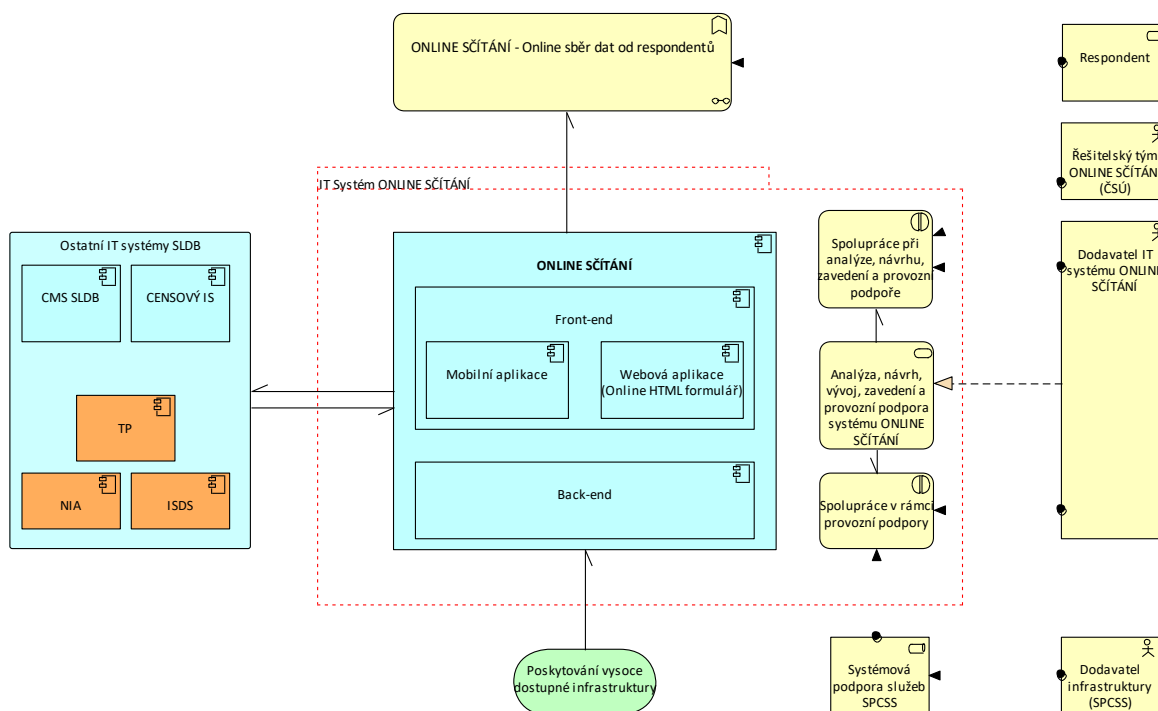 ONLINE SČÍTÁNÍ - Online sběr dat od respondentů
Respondent
Řešitelský tým
ONLINE SČÍTÁNÍ
(ČSÚ)
IT Systém ONLINE SČÍTÁNÍ
Ostatní IT systémy SLDB
CMS SLDB
CENSOVÝ IS
TP
NIA
ISDS
ONLINE SČÍTÁNÍ
Front-end
Mobilní aplikace
Webová aplikace
(Online HTML formulář)
Back-end
Spolupráce při
analýze, návrhu,
zavedení a provozní
podpoře
Analýza, návrh,
vývoj, zavedení a
provozní podpora
systému ONLINE
SČÍTÁNÍ
Spolupráce v rámci
provozní podpory
Dodavatel IT
systému ONLINE
SČÍTÁNÍ
Poskytování vysoce
dostupné infrastruktury
Systémová
podpora služeb
SPCSS
Dodavatel
infrastruktury
(SPCSS)